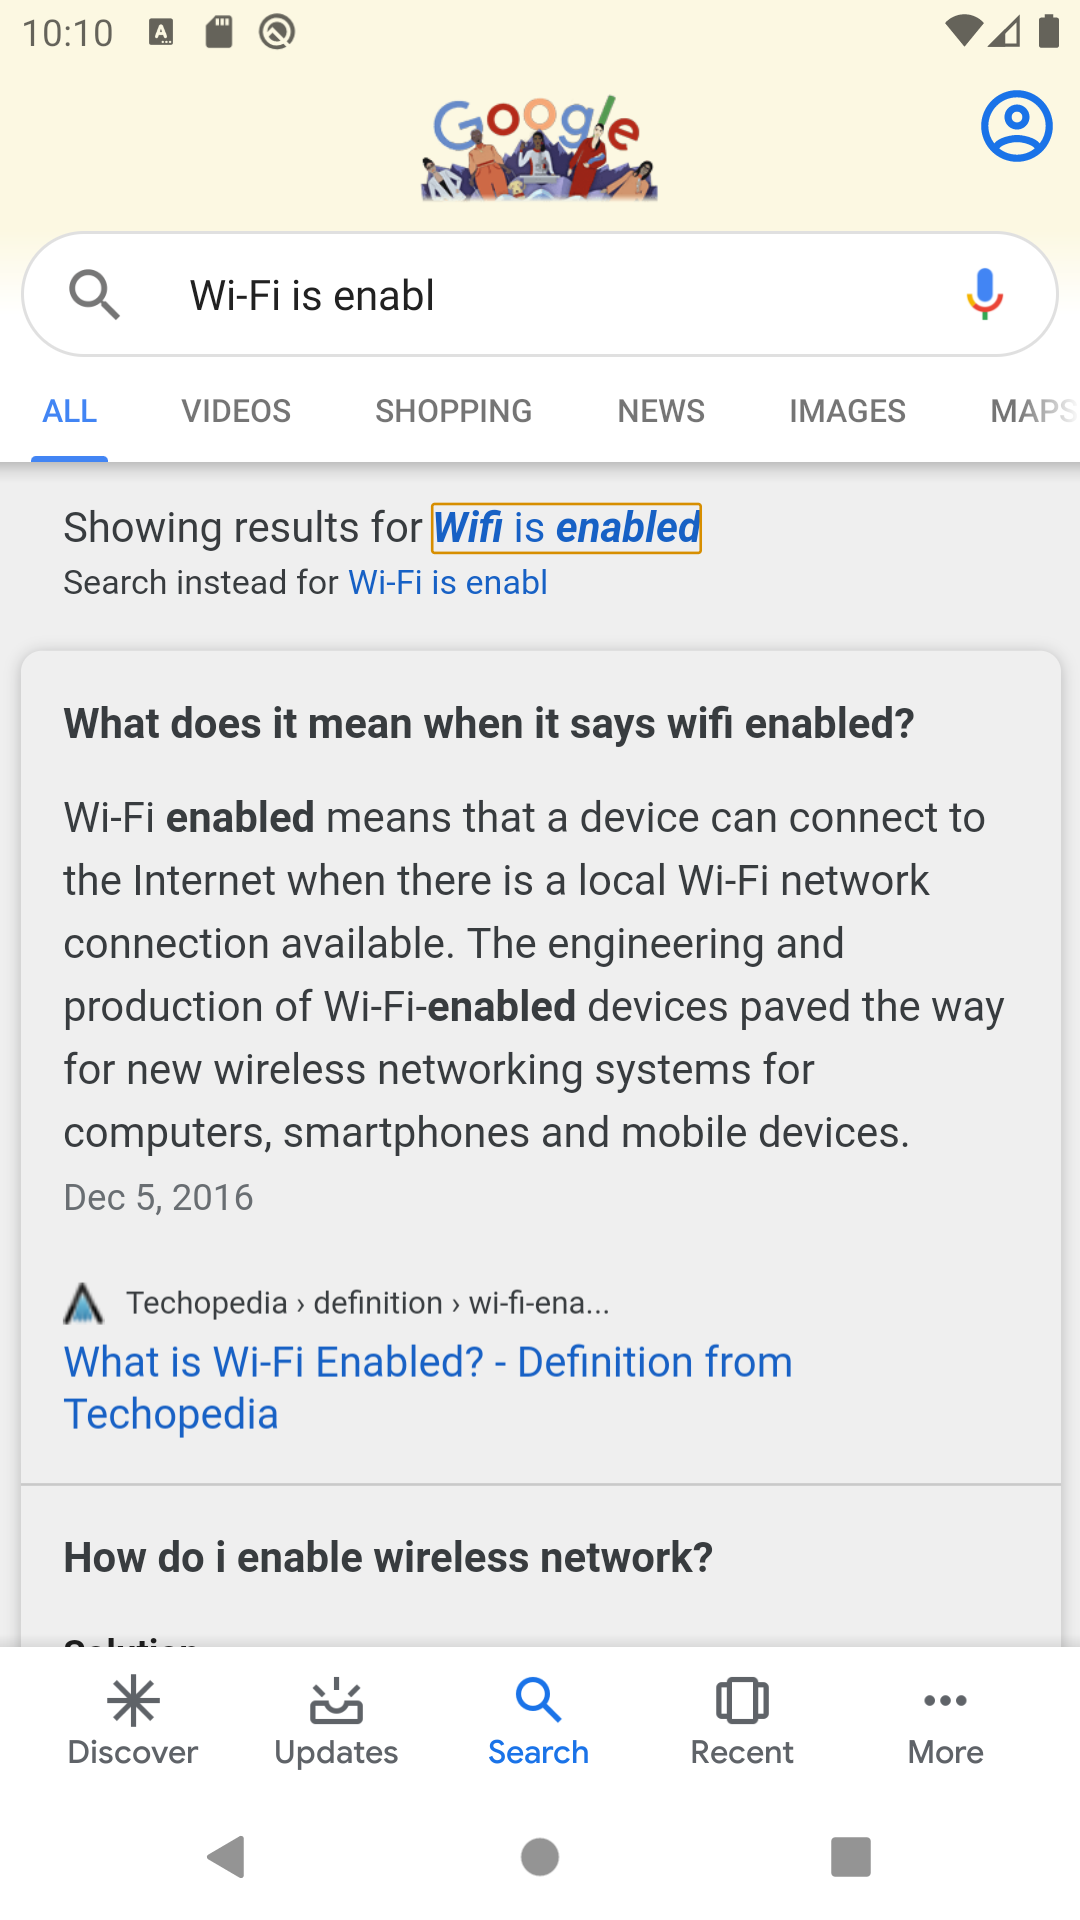 10:10
Google
Wi-Fi is enabl
ALL VIDEOS SHOPPING NEWS IMAGES MAPS
Showing results for Wifi is enabled
Search instead for Wi-Fi is enabl
What does it mean when it says wifi enabled?
Wi-Fi enabled means that a device can connect to
the Internet when there is a local Wi-Fi network
connection available. The engineering and
production of Wi-Fi-enabled devices paved the way
for new wireless networking systems for
computers, smartphones and mobile devices.
Dec 5, 2016
Techopedia › definition › wi-fi-ena...
What is Wi-Fi Enabled? - Definition from
Techopedia
How do i enable wireless network?
Solution
Discover Updates Search Recent More